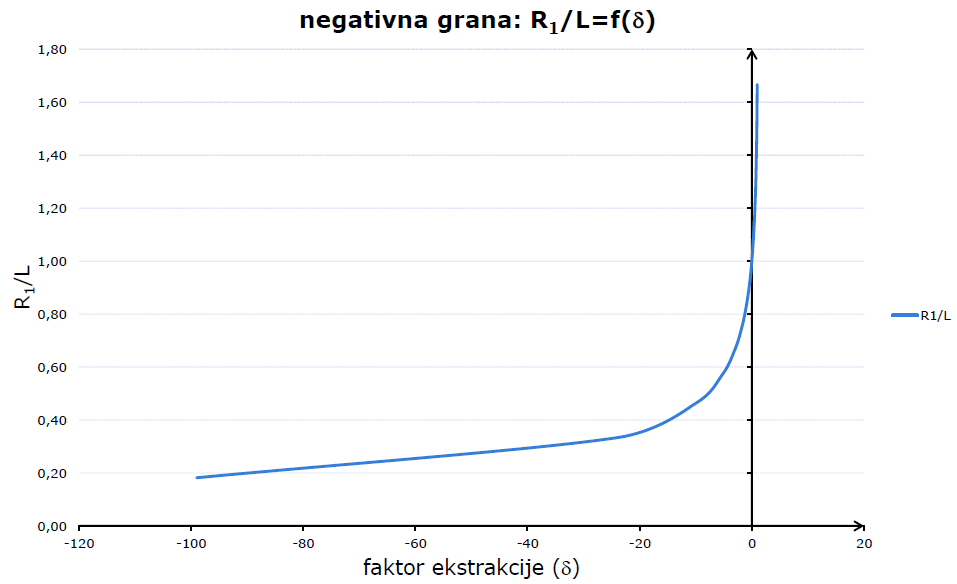 negativna grana: R₁/L=f(δ)
1,80
1,60
1,40
1,20
1,00
0,80
0,60
0,40
0,20
0,00
R₁/L
-120 -100 -80 -60 -40 -20 0 20
faktor ekstrakcije (δ)
R1/L